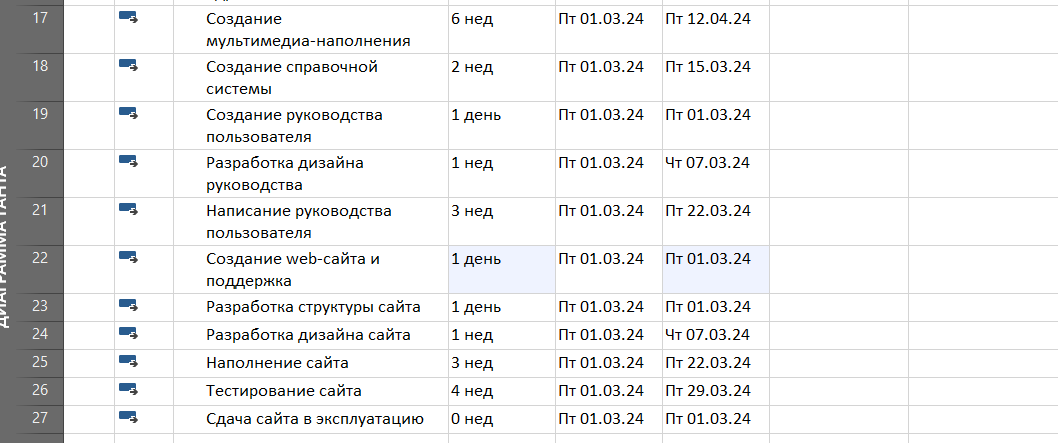 17 Создание 6 нед Пт 01.03.24 Пт 12.04.24
мультимедиа-наполнения
18 Создание справочной 2 нед Пт 01.03.24 Пт 15.03.24
системы
19 Создание руководства 1 день Пт 01.03.24 Пт 01.03.24
пользователя
20 Разработка дизайна 1 нед Пт 01.03.24 Чт 07.03.24
руководства
21 Написание руководства 3 нед Пт 01.03.24 Пт 22.03.24
пользователя
22 Создание web-сайта и 1 день Пт 01.03.24 Пт 01.03.24
поддержка
23 Разработка структуры сайта 1 день Пт 01.03.24 Пт 01.03.24
24 Разработка дизайна сайта 1 нед Пт 01.03.24 Чт 07.03.24
25 Наполнение сайта 3 нед Пт 01.03.24 Пт 22.03.24
26 Тестирование сайта 4 нед Пт 01.03.24 Пт 29.03.24
27 Сдача сайта в эксплуатацию 0 нед Пт 01.03.24 Пт 01.03.24
ДИАГРАММА ГАНТА